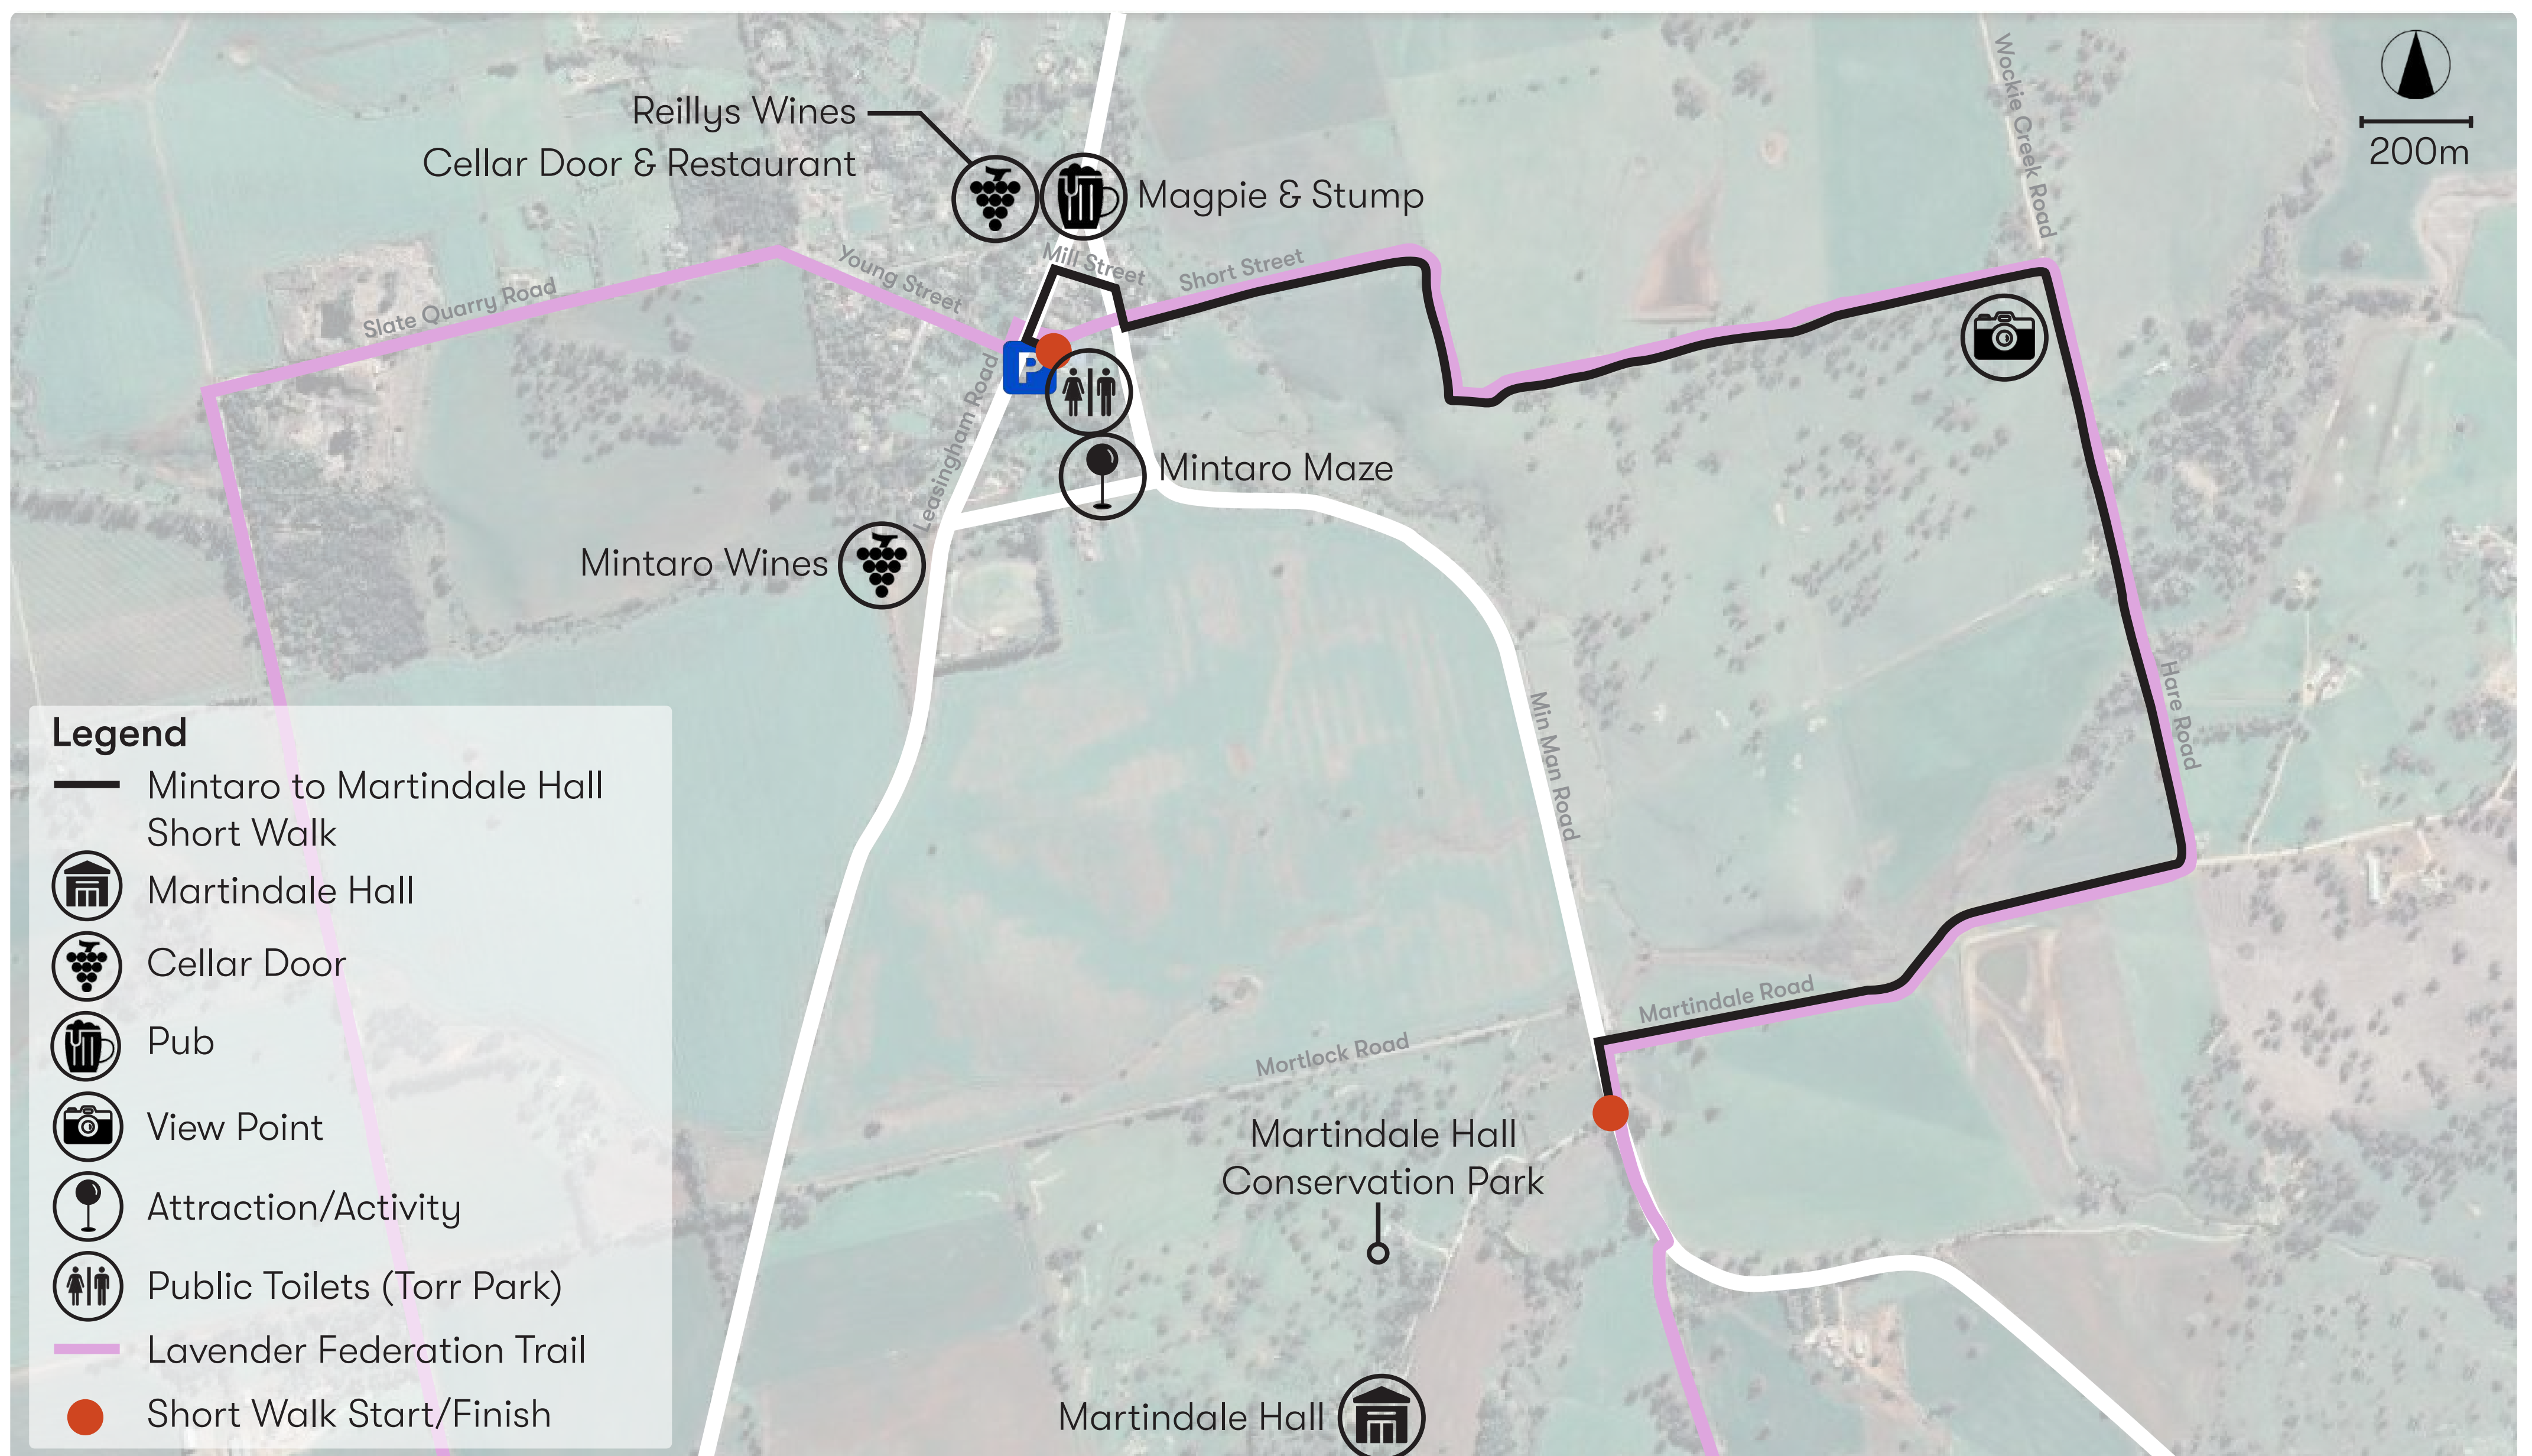 Wockie Creek Road
200m
Reillys Wines
Cellar Door & Restaurant
Magpie & Stump
Mill Street
Short Street
Young Street
Slate Quarry Road
P
Leasingham Road
Mintaro Maze
Mintaro Wines
Hare Road
Min Man Road
Martindale Road
Mortlock Road
Martindale Hall
Conservation Park
Martindale Hall
Legend
Mintaro to Martindale Hall
Short Walk
Martindale Hall
Cellar Door
Pub
View Point
Attraction/Activity
Public Toilets (Torr Park)
Lavender Federation Trail
Short Walk Start/Finish